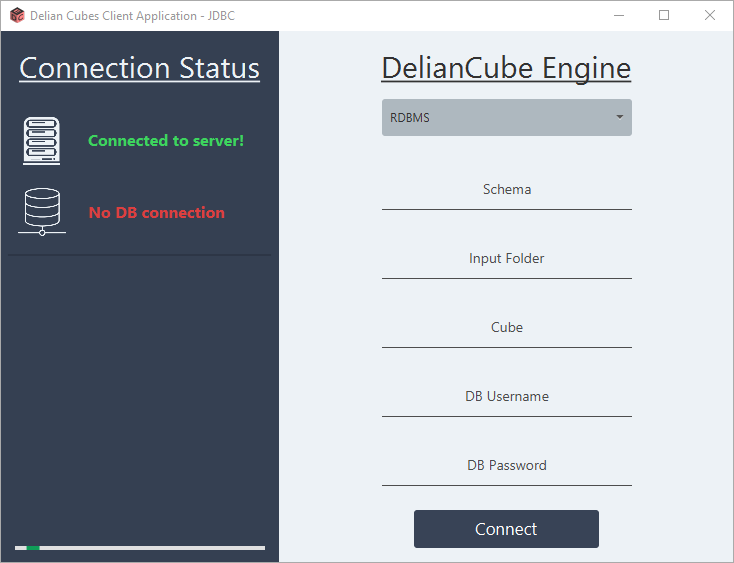 Delian Cubes Client Application - JDBC
Connection Status
Connected to server!
No DB connection
DelianCube Engine
RDBMS
Schema
Input Folder
Cube
DB Username
DB Password
Connect